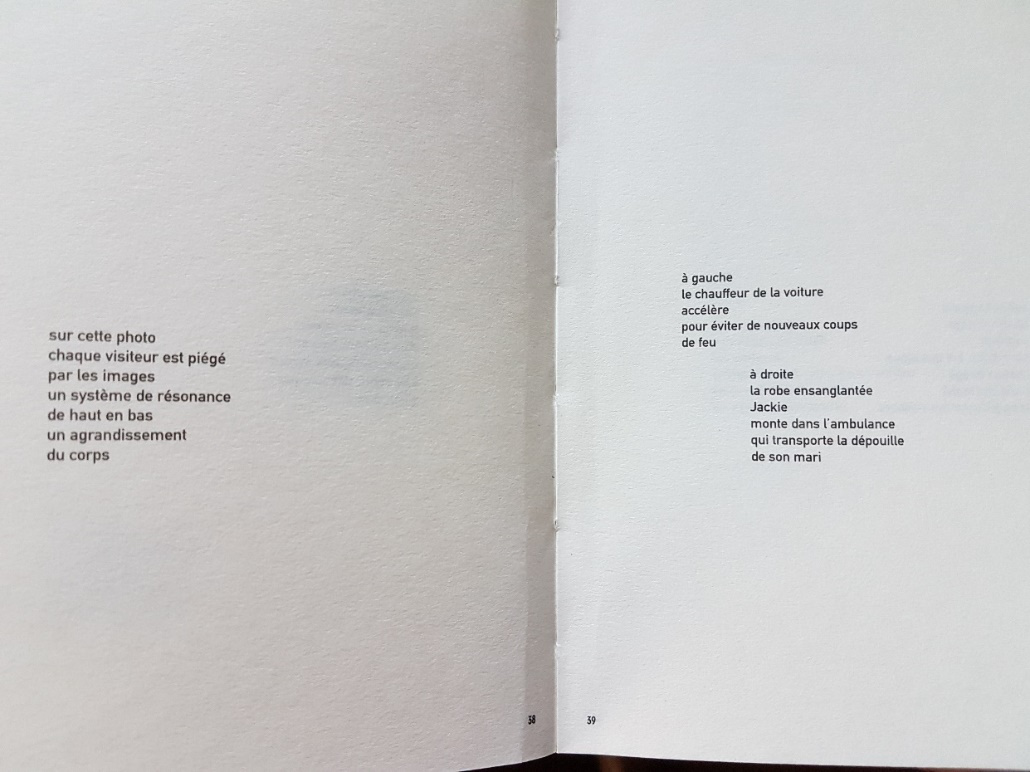 sur cette photo
chaque visiteur est piégé
par les images
un système de résonance
de haut en bas
un agrandissement
du corps
38
à gauche
le chauffeur de la voiture
accélère
pour éviter de nouveaux coups
de feu
à droite
la robe ensanglantée
Jackie
monte dans l'ambulance
qui transporte la dépouille
de son mari
39